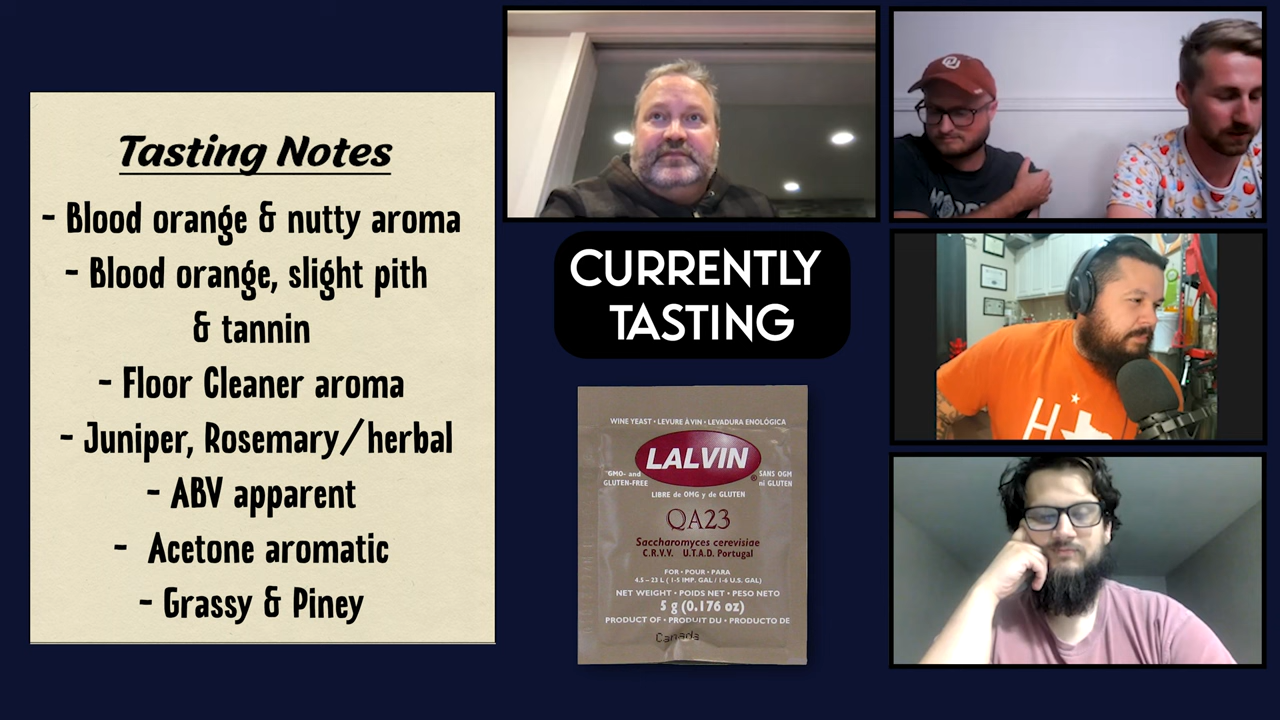 Tasting Notes
- Blood orange & nutty aroma
- Blood orange, slight pith
& tannin
- Floor Cleaner aroma
- Juniper, Rosemary/herbal
- ABV apparent
- Acetone aromatic
- Grassy & Piney
CURRENTLY
TASTING
WINE YEAST • LEVURE À VIN • LEVADURA ENOLÓGICA
LALVIN
®
GMO- and
GLUTEN-FREE
SANS OGM
ni GLUTEN
LIBRE de OMG y de GLUTEN
QA23
Saccharomyces cerevisiae
C.R.V.V. U.T.A.D. Portugal
FOR • POUR • PARA
4.5 – 23 L ( 1-5 IMP. GAL / 1-6 U.S. GAL)
NET WEIGHT • POIDS NET • PESO NETO
5 g (0.176 oz)
PRODUCT OF • PRODUIT DU • PRODUCTO DE
Canada
OU
H